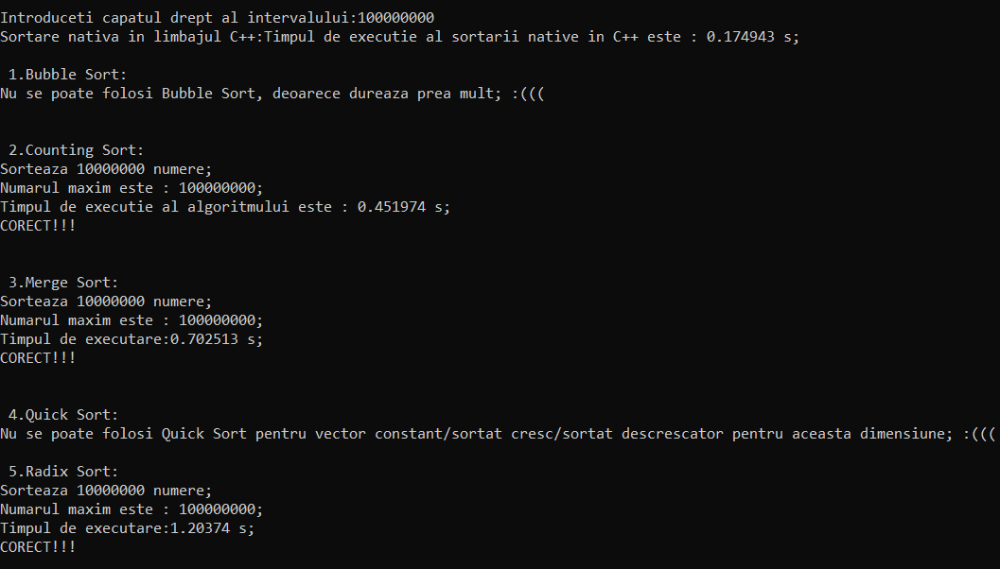 Introduceti capatul drept al intervalului:100000000
Sortare nativa in limbajul C++:Timpul de executie al sortarii native in C++ este : 0.174943 s;
1.Bubble Sort:
Nu se poate folosi Bubble Sort, deoarece dureaza prea mult; :(((
2.Counting Sort:
Sorteaza 10000000 numere;
Numarul maxim este : 100000000;
Timpul de executie al algoritmului este : 0.451974 s;
CORECT!!!
3.Merge Sort:
Sorteaza 10000000 numere;
Numarul maxim este : 100000000;
Timpul de executare:0.702513 s;
CORECT!!!
4.Quick Sort:
Nu se poate folosi Quick Sort pentru vector constant/sortat cresc/sortat descrescator pentru aceasta dimensiune; :(((
5.Radix Sort:
Sorteaza 10000000 numere;
Numarul maxim este : 100000000;
Timpul de executare:1.20374 s;
CORECT!!!